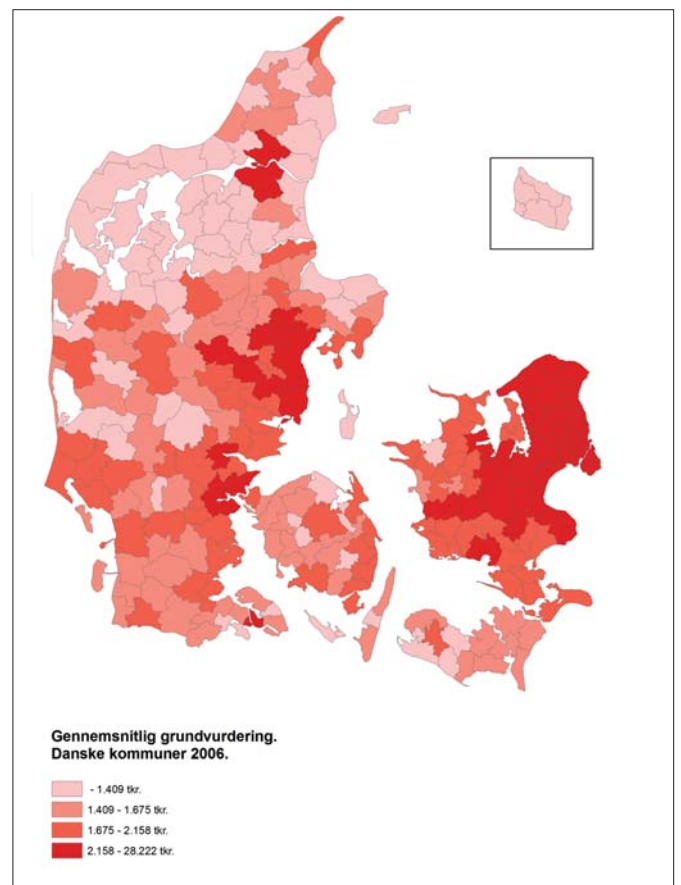 Gennemsnitlig grundvurdering.
Danske kommuner 2006.
- 1.409 tkr.
1.409 - 1.675 tkr.
1.675 - 2.158 tkr.
2.158 - 28.222 tkr.